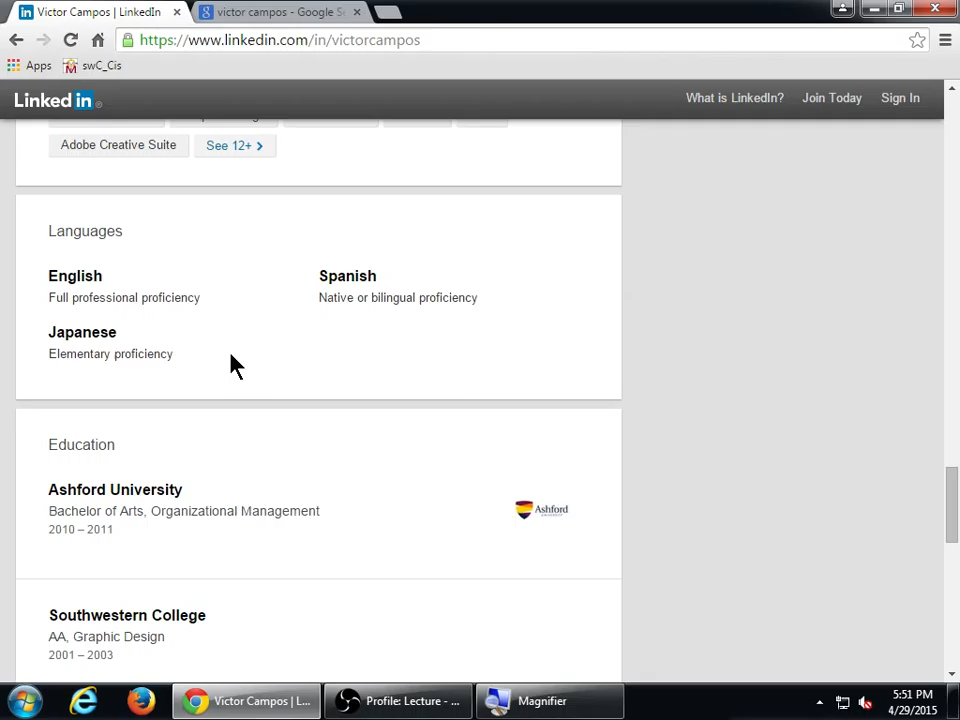 Victor Campos | LinkedIn
victor campos - Google Se
https://www.linkedin.com/in/victorcampos
Apps swC_Cis
Linked in ® What is LinkedIn? Join Today Sign In
Adobe Creative Suite See 12+
Languages
English Spanish
Full professional proficiency Native or bilingual proficiency
Japanese
Elementary proficiency
Education
Ashford University
Bachelor of Arts, Organizational Management Ashford
2010 – 2011
Southwestern College
AA, Graphic Design
2001 – 2003
Victor Campos | L... Profile: Lecture - ... Magnifier
5:51 PM
4/29/2015